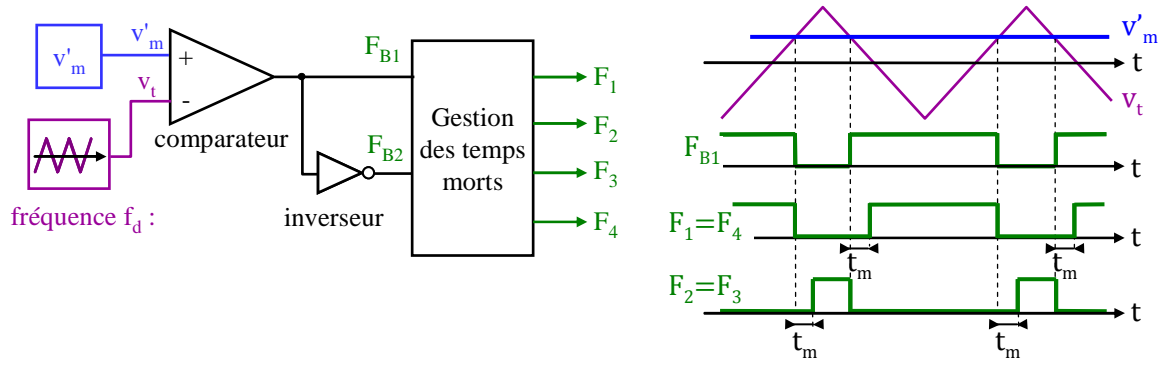 v'm
v'm
+
vt
-
comparateur
fréquence fd :
inverseur
FB1
FB2
Gestion
des temps
morts
F1
F2
F3
F4
v'm
t
vt
FB1
t
F1=F4
t
tm
tm
F2=F3
t
tm
tm